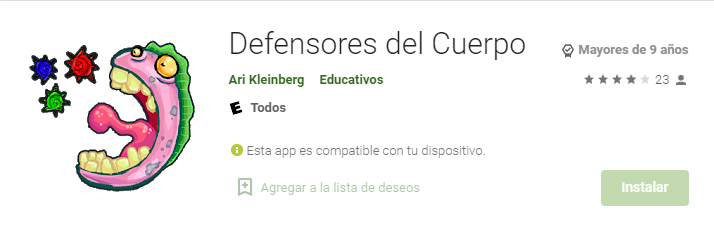 Defensores del Cuerpo
Mayores de 9 años
Ari Kleinberg Educativos
23
E Todos
Esta app es compatible con tu dispositivo.
Agregar a la lista de deseos
Instalar